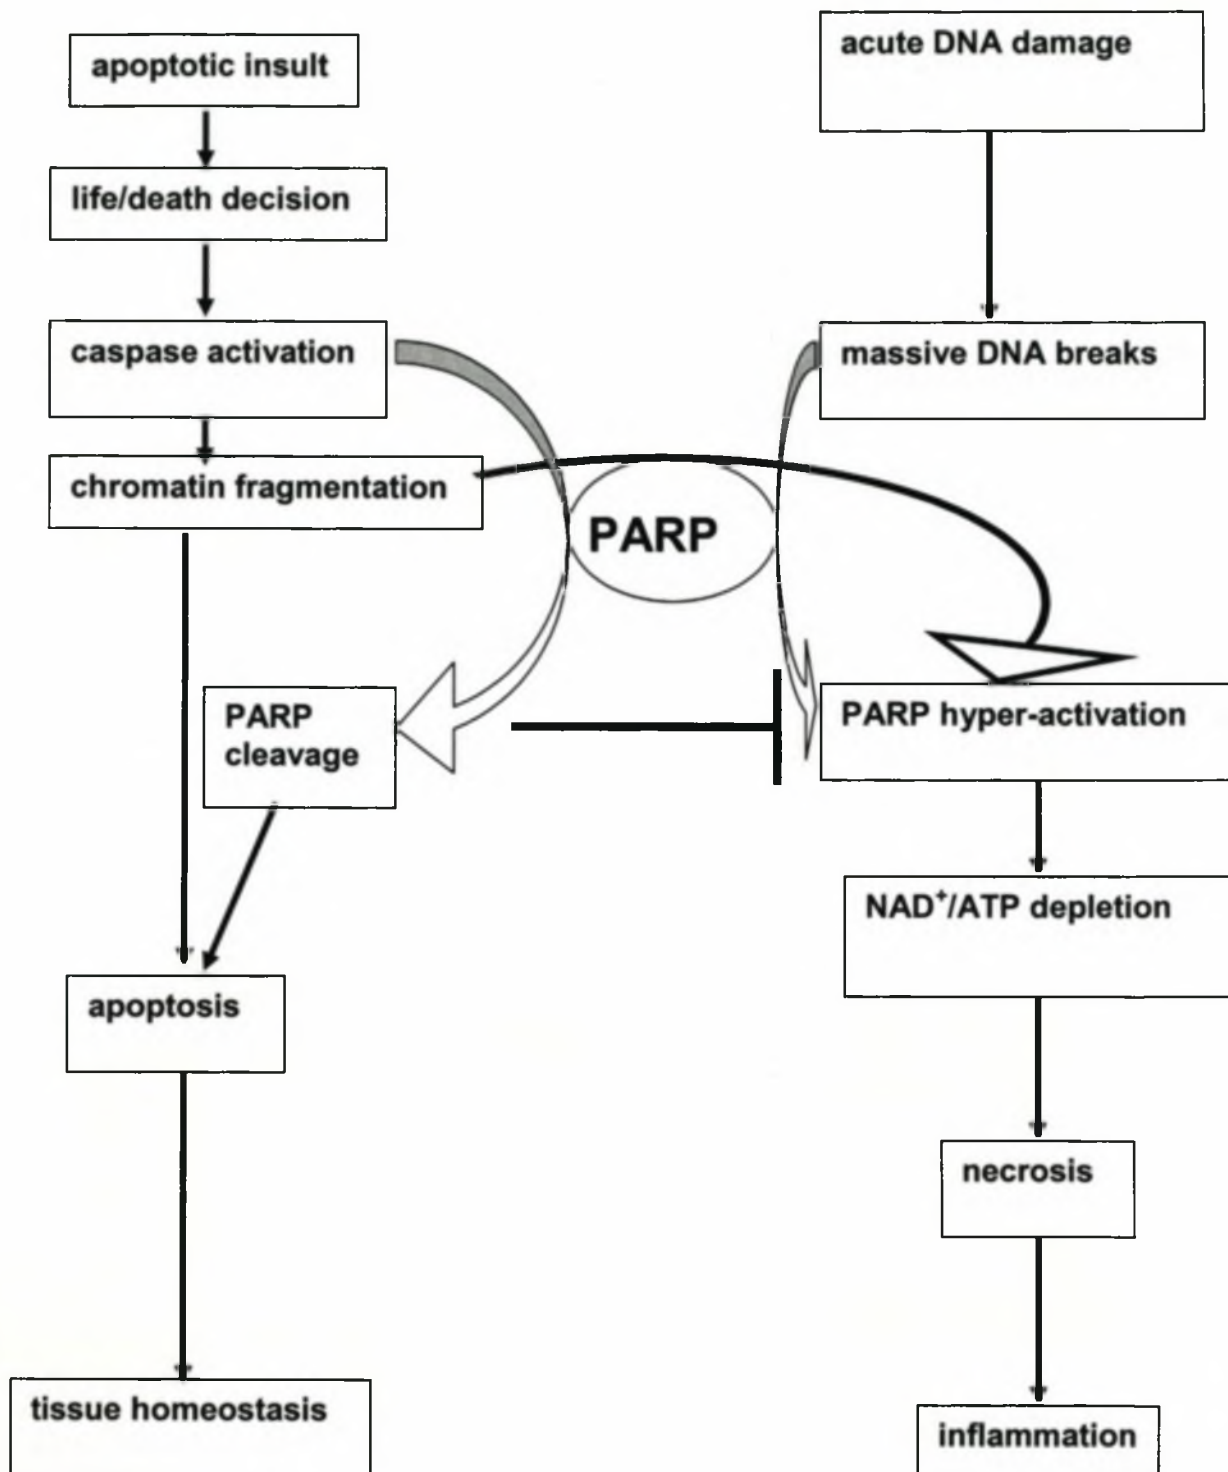 apoptotic insult
life/death decision
caspase activation
chromatin fragmentation
PARP
cleavage
apoptosis
tissue homeostasis
PARP
acute DNA damage
massive DNA breaks
PARP hyper-activation
NAD⁺/ATP depletion
necrosis
inflammation